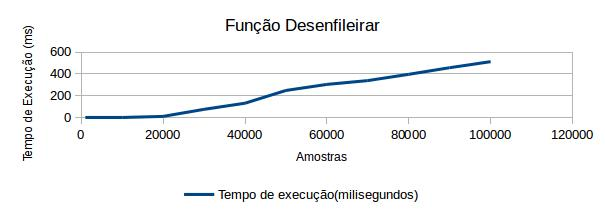 Função Desenfileirar
Tempo de Execução (ms)
600
400
200
0
0 20000 40000 60000 80000 100000 120000
Amostras
Tempo de execução(milisegundos)